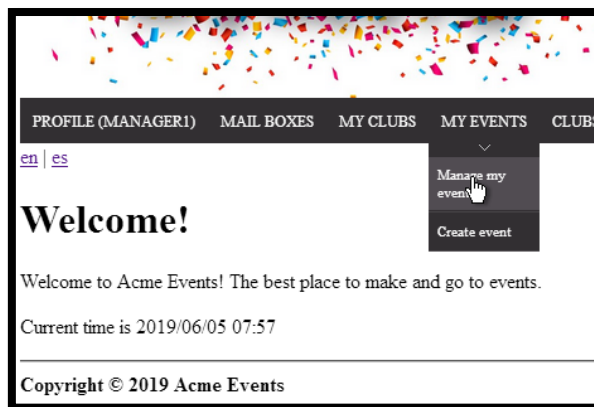 PROFILE (MANAGER1) MAIL BOXES MY CLUBS MY EVENTS CLUBS
en | es
Manage my
Create event
Welcome!
Welcome to Acme Events! The best place to make and go to events.
Current time is 2019/06/05 07:57
Copyright © 2019 Acme Events